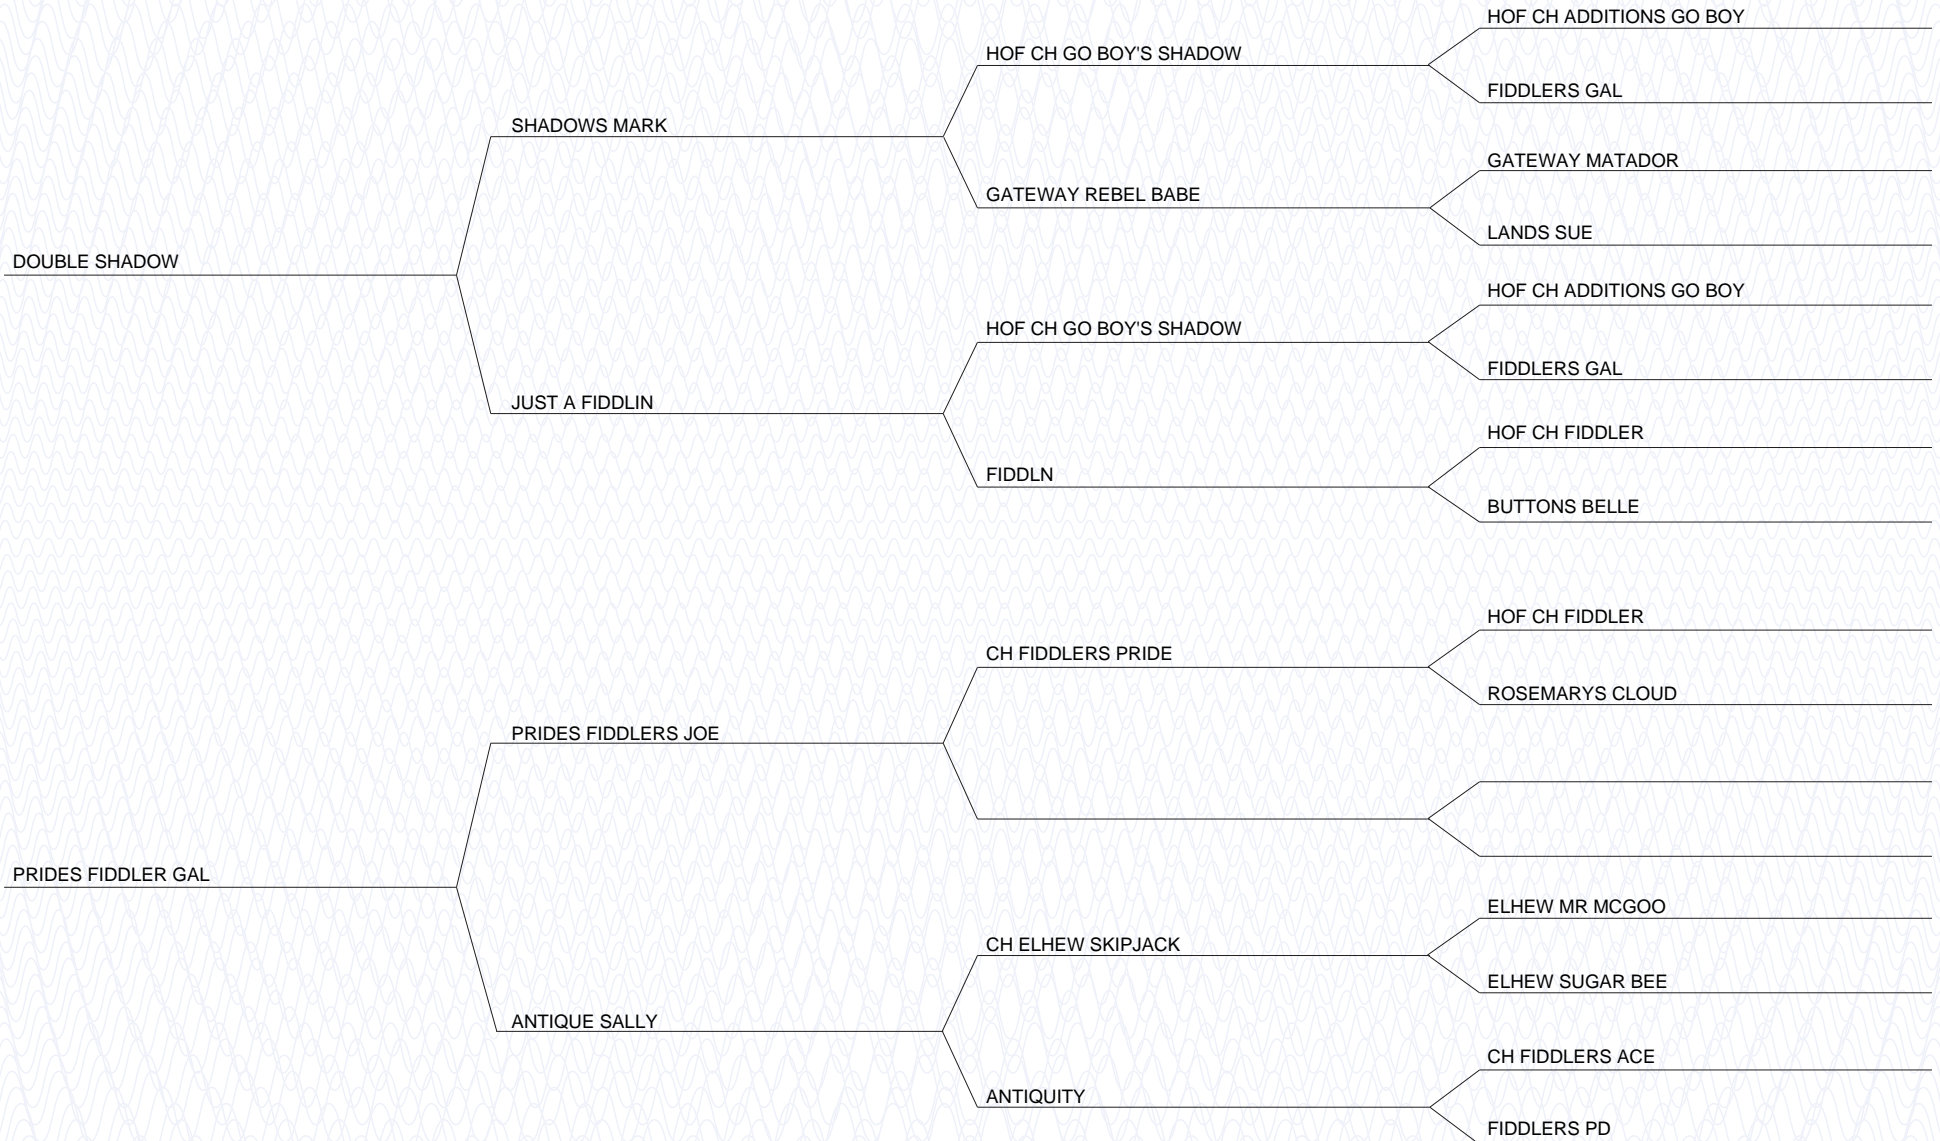 HOF CH ADDITIONS GO BOY
HOF CH GO BOY'S SHADOW
FIDDLERS GAL
SHADOWS MARK
GATEWAY MATADOR
GATEWAY REBEL BABE
LANDS SUE
DOUBLE SHADOW
HOF CH ADDITIONS GO BOY
HOF CH GO BOY'S SHADOW
FIDDLERS GAL
JUST A FIDDLIN
HOF CH FIDDLER
FIDDLN
BUTTONS BELLE
HOF CH FIDDLER
CH FIDDLERS PRIDE
ROSEMARYS CLOUD
PRIDES FIDDLERS JOE
PRIDES FIDDLER GAL
ELHEW MR MCGOO
CH ELHEW SKIPJACK
ELHEW SUGAR BEE
ANTIQUE SALLY
CH FIDDLERS ACE
ANTIQUITY
FIDDLERS PD